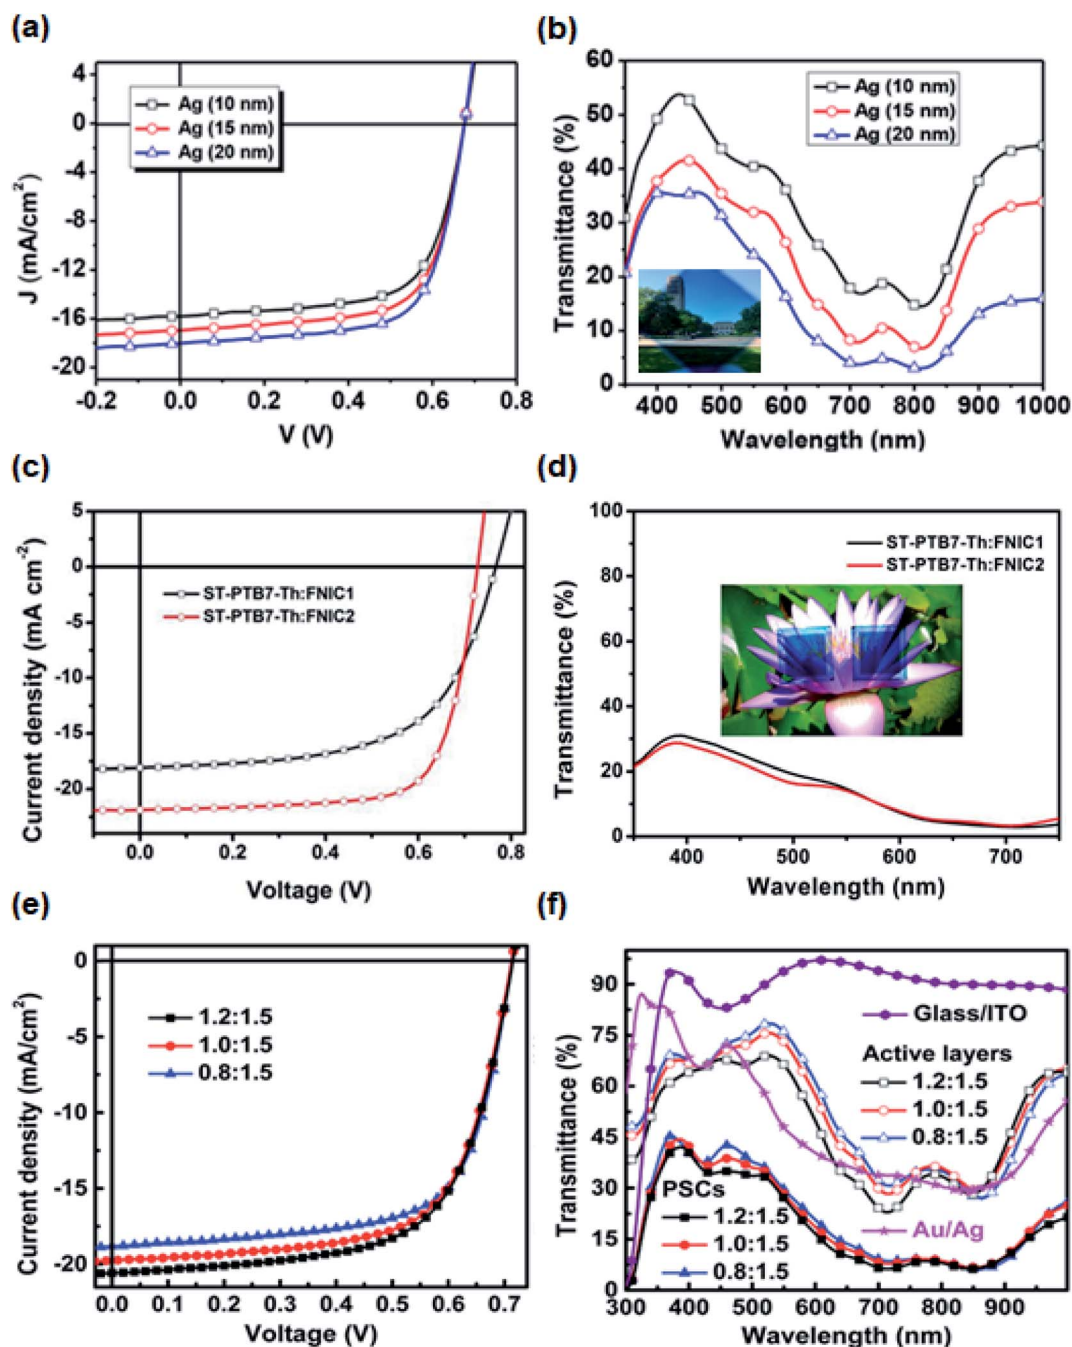 (a)
4
0
-4
-8
-12
-16
-20
J (mA/cm²)
Ag (10 nm)
Ag (15 nm)
Ag (20 nm)
-0.2 0.0 0.2 0.4 0.6 0.8
V (V)
(b)
60
50
40
30
20
10
0
Transmittance (%)
Ag (10 nm)
Ag (15 nm)
Ag (20 nm)
400 500 600 700 800 900 1000
Wavelength (nm)
(c)
5
0
-5
-10
-15
-20
Current density (mA cm⁻²)
ST-PTB7-Th:FNIC1
ST-PTB7-Th:FNIC2
0.0 0.2 0.4 0.6 0.8
Voltage (V)
(d)
100
80
60
40
20
0
Transmittance (%)
ST-PTB7-Th:FNIC1
ST-PTB7-Th:FNIC2
400 500 600 700
Wavelength (nm)
(e)
0
-5
-10
-15
-20
Current density (mA/cm²)
1.2:1.5
1.0:1.5
0.8:1.5
0.0 0.1 0.2 0.3 0.4 0.5 0.6 0.7
Voltage (V)
(f)
90
75
60
45
30
15
0
Transmittance (%)
Glass/ITO
Active layers
1.2:1.5
1.0:1.5
0.8:1.5
PSCs
1.2:1.5
1.0:1.5
0.8:1.5
Au/Ag
300 400 500 600 700 800 900
Wavelength (nm)